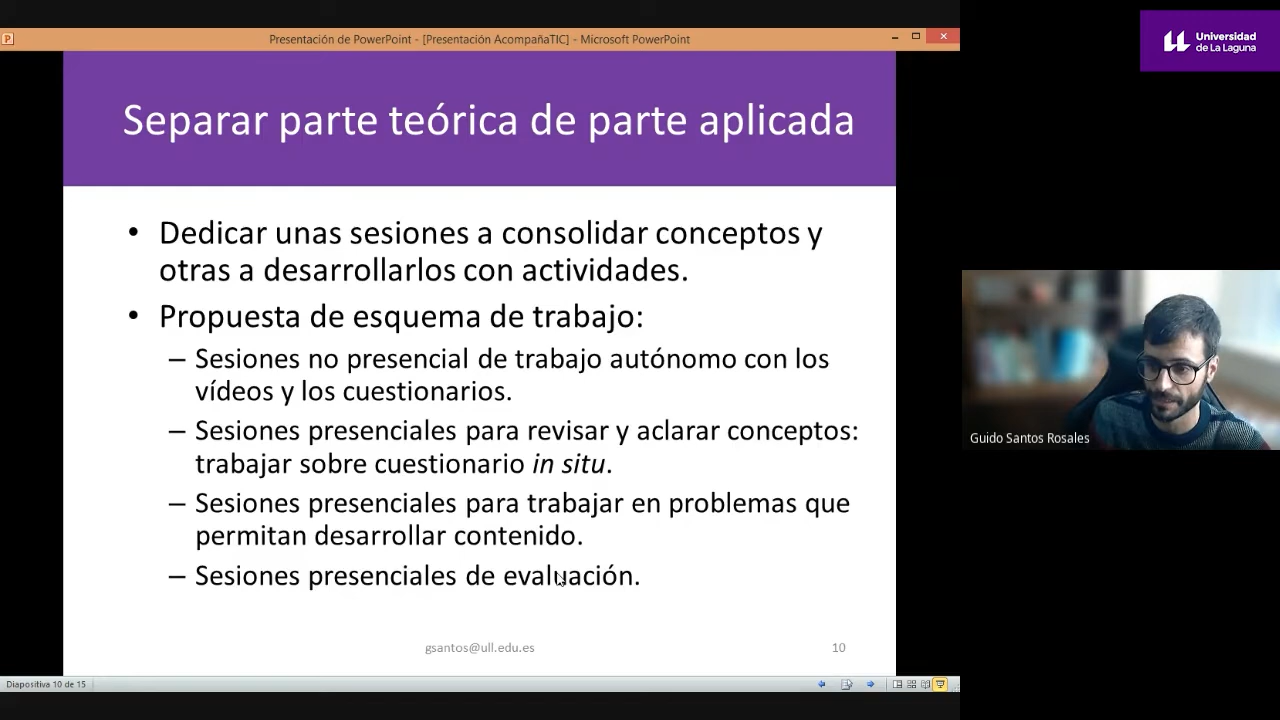 Presentación de PowerPoint - [Presentación AcompañaTIC] - Microsoft PowerPoint
Universidad
de La Laguna
Separar parte teórica de parte aplicada
• Dedicar unas sesiones a consolidar conceptos y
otras a desarrollarlos con actividades.
• Propuesta de esquema de trabajo:
– Sesiones no presencial de trabajo autónomo con los
vídeos y los cuestionarios.
– Sesiones presenciales para revisar y aclarar conceptos:
trabajar sobre cuestionario in situ.
– Sesiones presenciales para trabajar en problemas que
permitan desarrollar contenido.
– Sesiones presenciales de evaluación.
Guido Santos Rosales
gsantos@ull.edu.es
10
Diapositiva 10 de 15